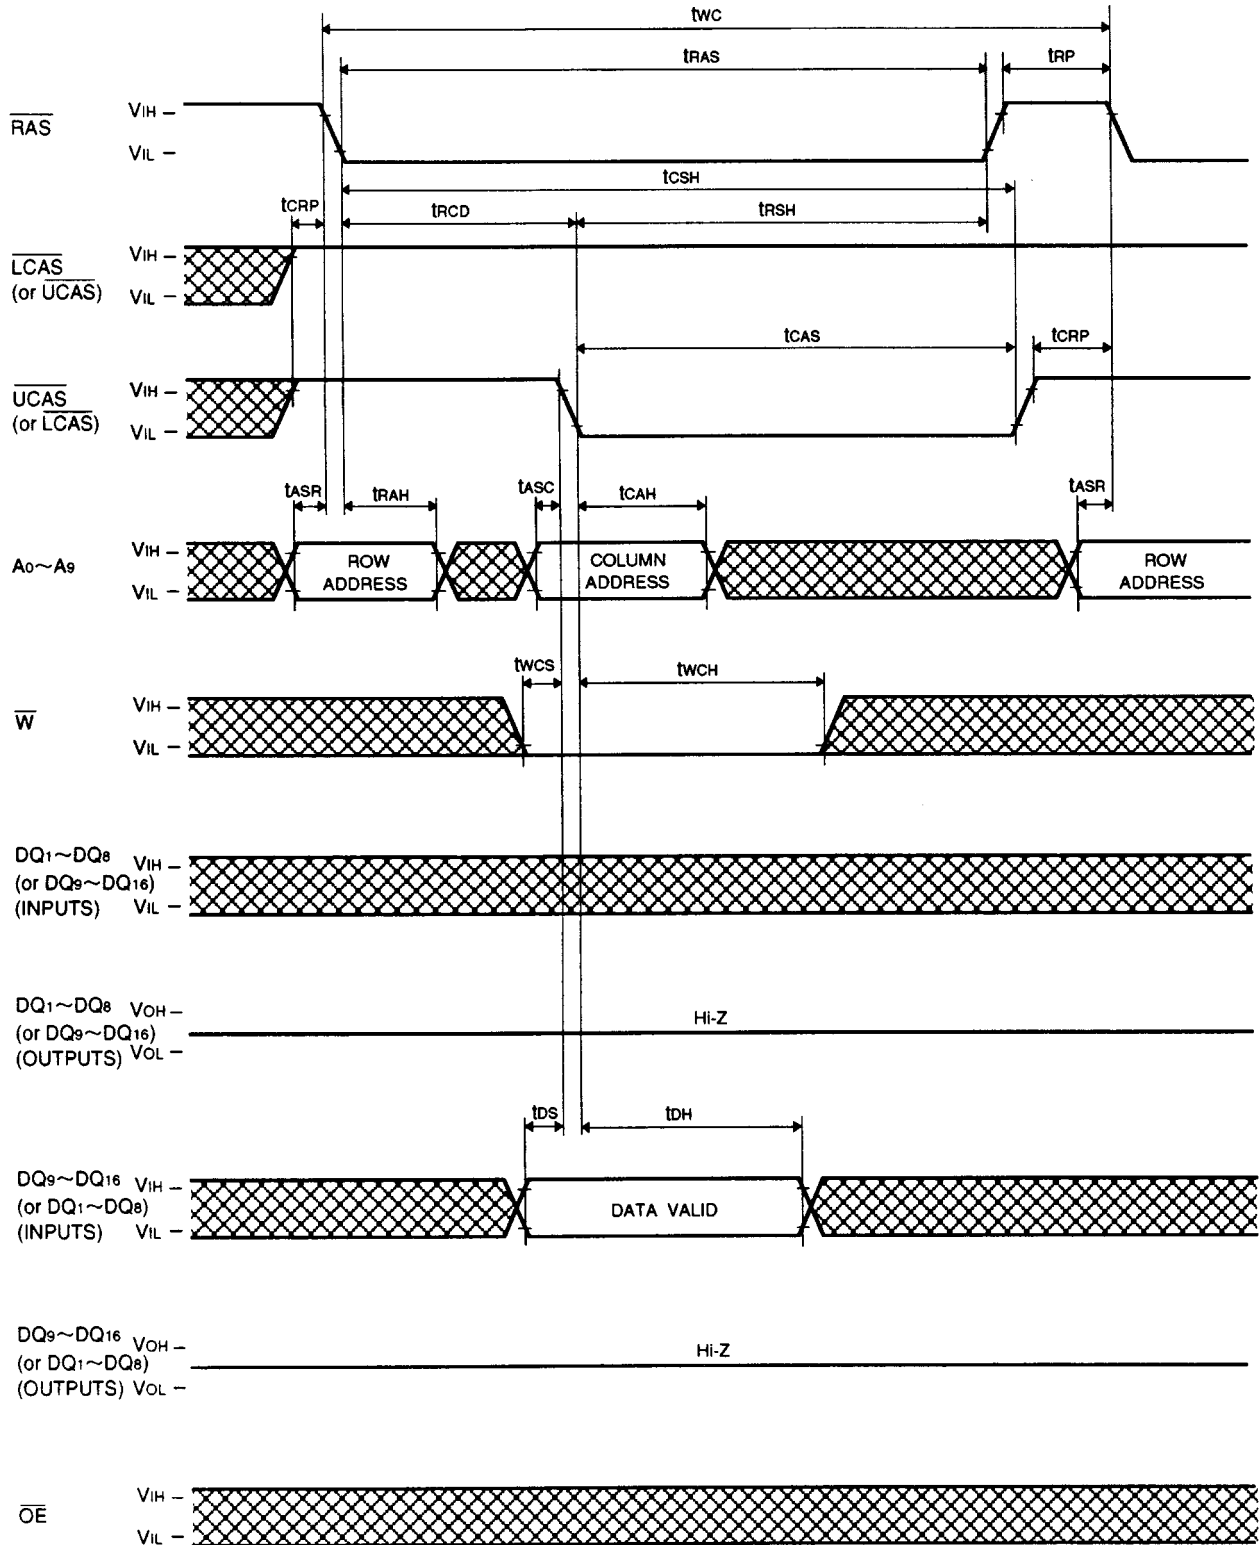 tWC
tRAS
tRP
RAS
VIH
VIL
tCSH
tCRP
tRCD
tRSH
LCAS
(or UCAS)
VIH
VIL
tCAS
tCRP
UCAS
(or LCAS)
VIH
VIL
tASR
tRAH
tASC
tCAH
tASR
A0~A9
VIH
VIL
ROW
ADDRESS
COLUMN
ADDRESS
ROW
ADDRESS
tWCS
tWCH
W
VIH
VIL
DQ1~DQ8
(or DQ9~DQ16)
(INPUTS)
VIH
VIL
DQ1~DQ8
(or DQ9~DQ16)
(OUTPUTS)
VOH
VOL
Hi-Z
tDS
tDH
DQ9~DQ16
(or DQ1~DQ8)
(INPUTS)
VIH
VIL
DATA VALID
DQ9~DQ16
(or DQ1~DQ8)
(OUTPUTS)
VOH
VOL
Hi-Z
OE
VIH
VIL